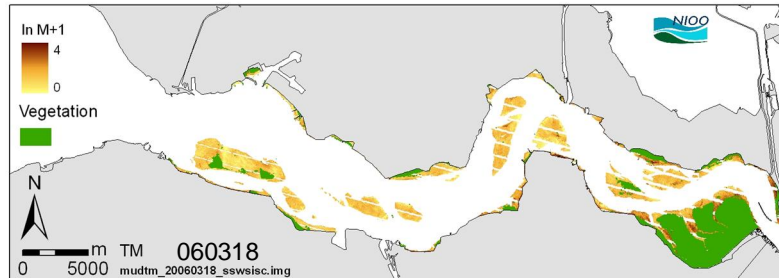 ln M+1
4
0
Vegetation
NIOO
N
m
0 5000
TM 060318
mudtm_20060318_sswsisc.img